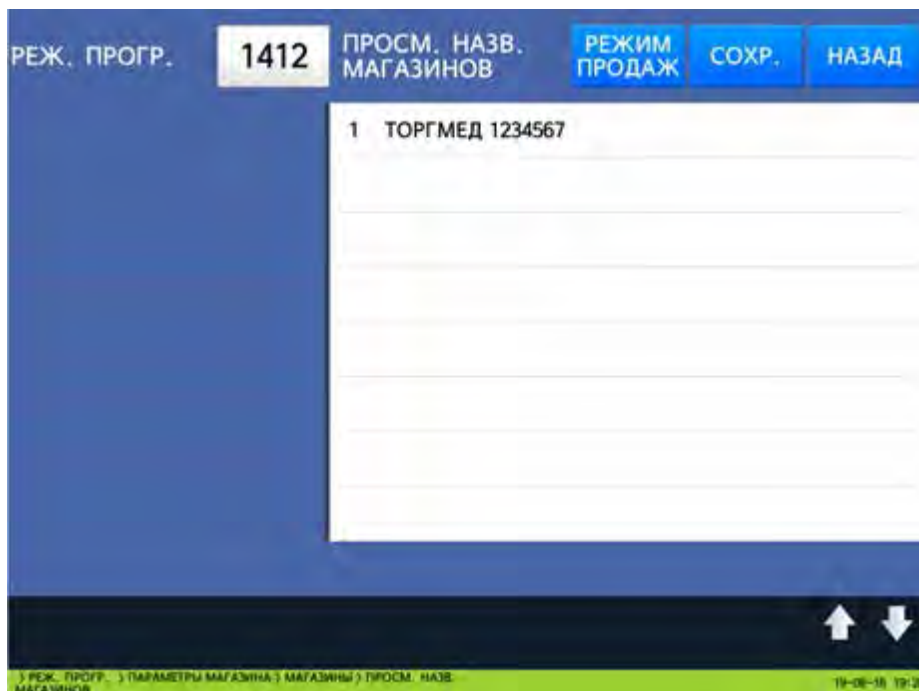 РЕЖ. ПРОГР.
1412
ПРОСМ. НАЗВ.
МАГАЗИНОВ
РЕЖИМ
ПРОДАЖ
СОХР.
НАЗАД
1 ТОРГМЕД 1234567
> РЕЖ. ПРОГР. > ПАРАМЕТРЫ МАГАЗИНА > МАГАЗИНЫ > ПРОСМ. НАЗВ.
МАГАЗИНОВ